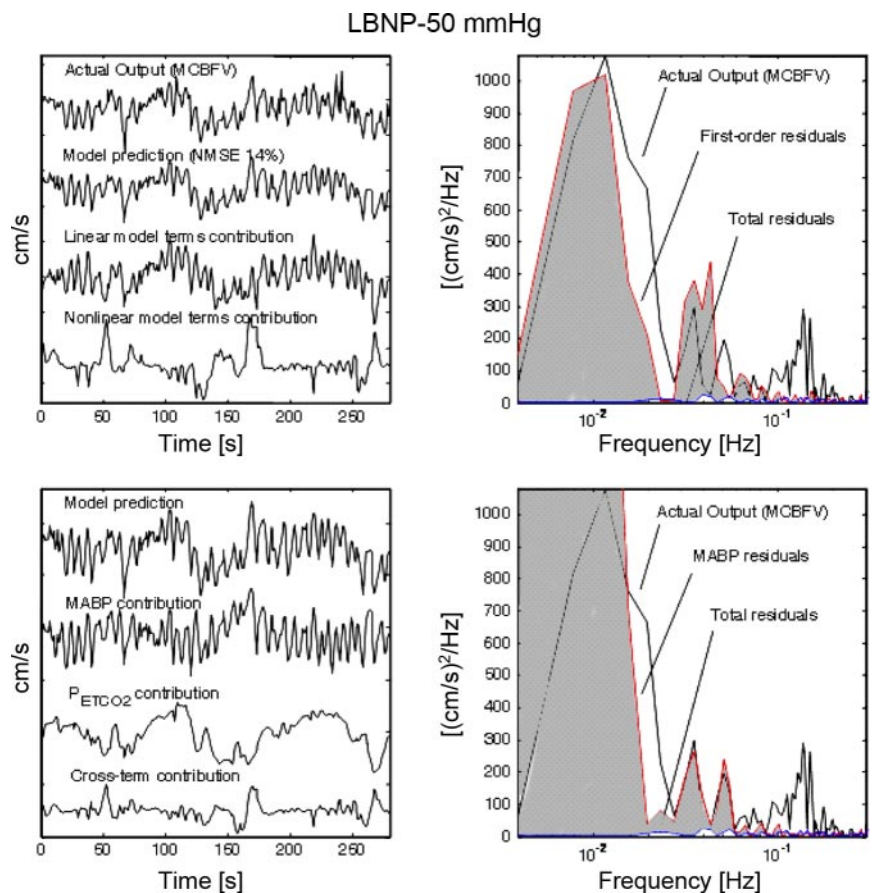 LBNP-50 mmHg
Actual Output (MCBFV)
Model prediction (NMSE 14%)
Linear model terms contribution
Nonlinear model terms contribution
cm/s
0 50 100 150 200 250
Time [s]
1000
900
800
700
600
500
400
300
200
100
0
[(cm/s)²/Hz]
Actual Output (MCBFV)
First-order residuals
Total residuals
10⁻² 10⁻¹
Frequency [Hz]
Model prediction
MABP contribution
PETCO2 contribution
Cross-term contribution
cm/s
0 50 100 150 200 250
Time [s]
1000
900
800
700
600
500
400
300
200
100
0
[(cm/s)²/Hz]
Actual Output (MCBFV)
MABP residuals
Total residuals
10⁻² 10⁻¹
Frequency [Hz]